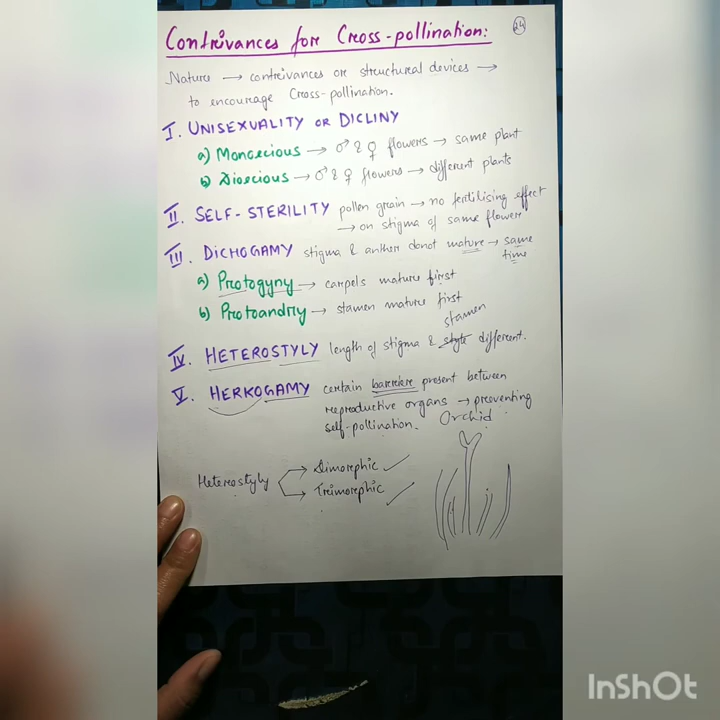 Contrivances for Cross-pollination:
24
Nature → contrivances or structural devices →
to encourage Cross-pollination.
I. UNISEXUALITY OR DICLINY
a) Monoecious → ♂ & ♀ flowers → same plant
b) Dioecious → ♂ & ♀ flowers → different plants
II. SELF-STERILITY pollen grain → no fertilising effect
→ on stigma of same flower
III. DICHOGAMY stigma & anther donot mature → same
time
a) Protogyny → carpels mature first
b) Protoandry → stamen mature first
stamen
IV. HETEROSTYLY length of stigma & style different.
V. HERKOGAMY certain barriers present between
reproductive organs → preventing
self-pollination. Orchid
Heterostyly
Dimorphic ✓
Trimorphic ✓
InShOt